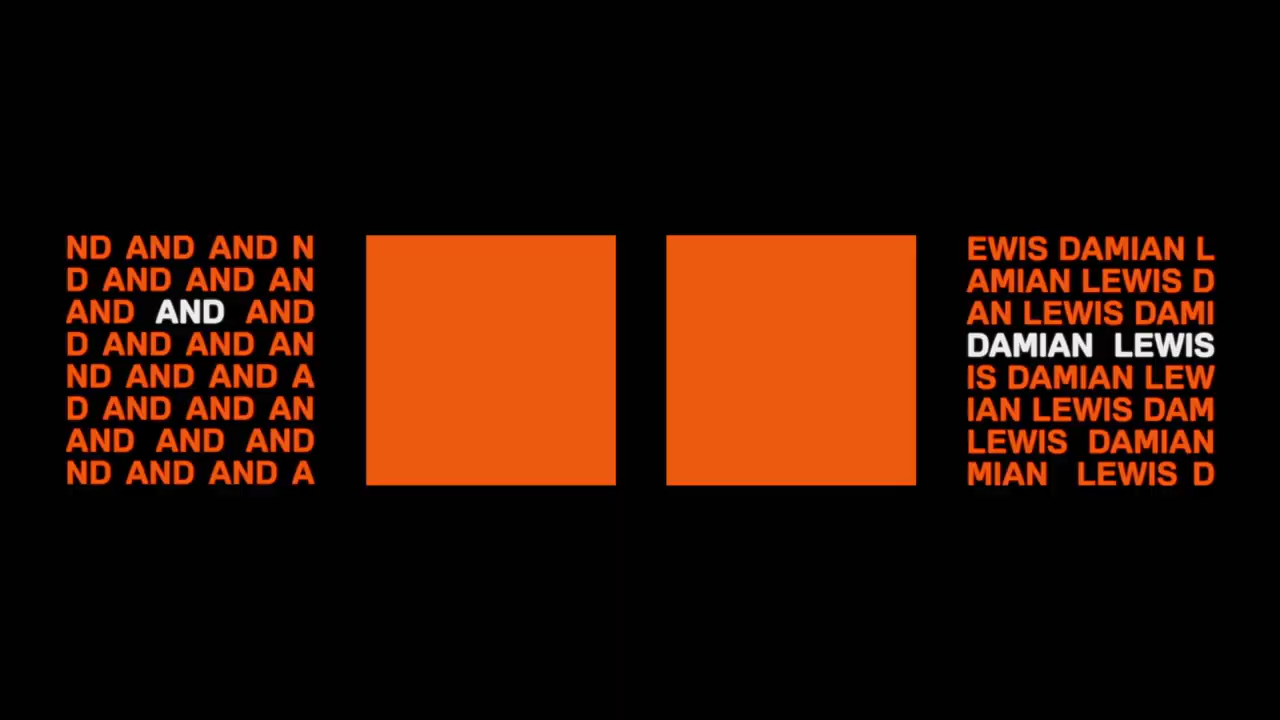 ND AND AND N
D AND AND AN
AND AND AND
D AND AND AN
ND AND AND A
D AND AND AN
AND AND AND
ND AND AND A
EWIS DAMIAN L
AMIAN LEWIS D
AN LEWIS DAMI
DAMIAN LEWIS
IS DAMIAN LEW
IAN LEWIS DAM
LEWIS DAMIAN
MIAN LEWIS D